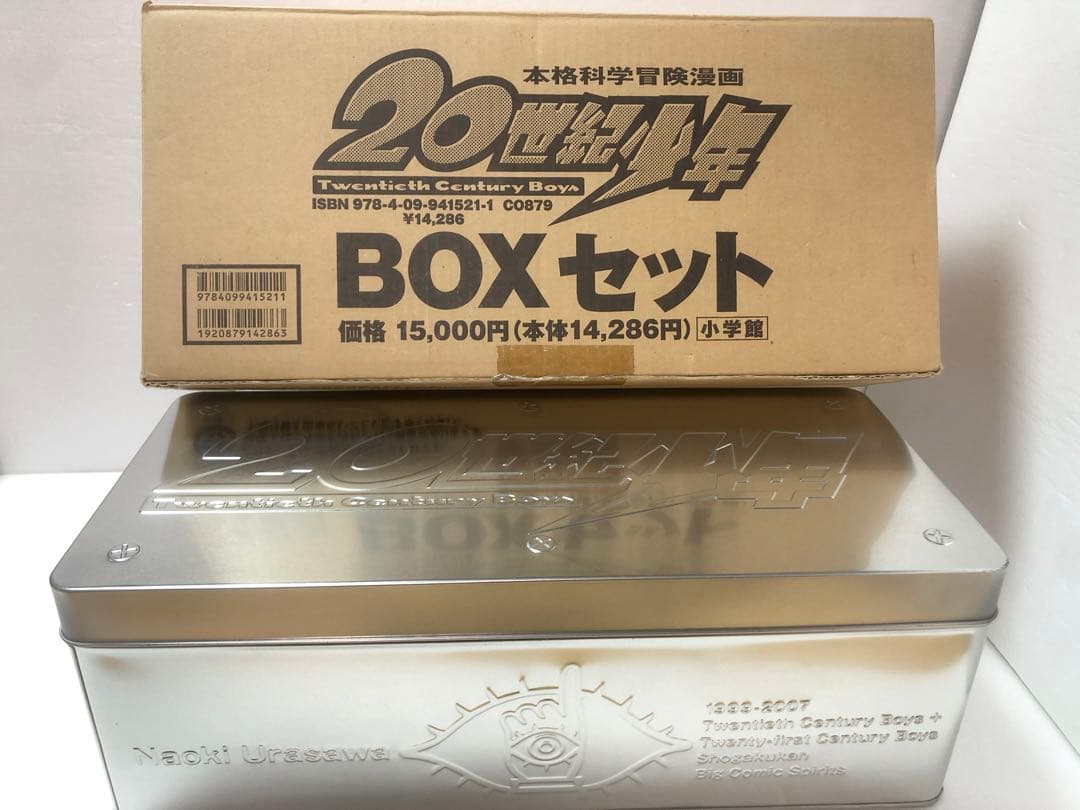 本格科学冒険漫画
20世紀少年
Twentieth Century Boys
ISBN 978-4-09-941521-1 C0879
¥14,286
BOXセット
価格 15,000円(本体14,286円) 小学館
9784099415211
1920879142863
20世紀少年
Twentieth Century Boys
Naoki Urasawa
1999-2007
Twentieth Century Boys +
Twenty-first Century Boys
Shogakukan
Big Comic Spirits